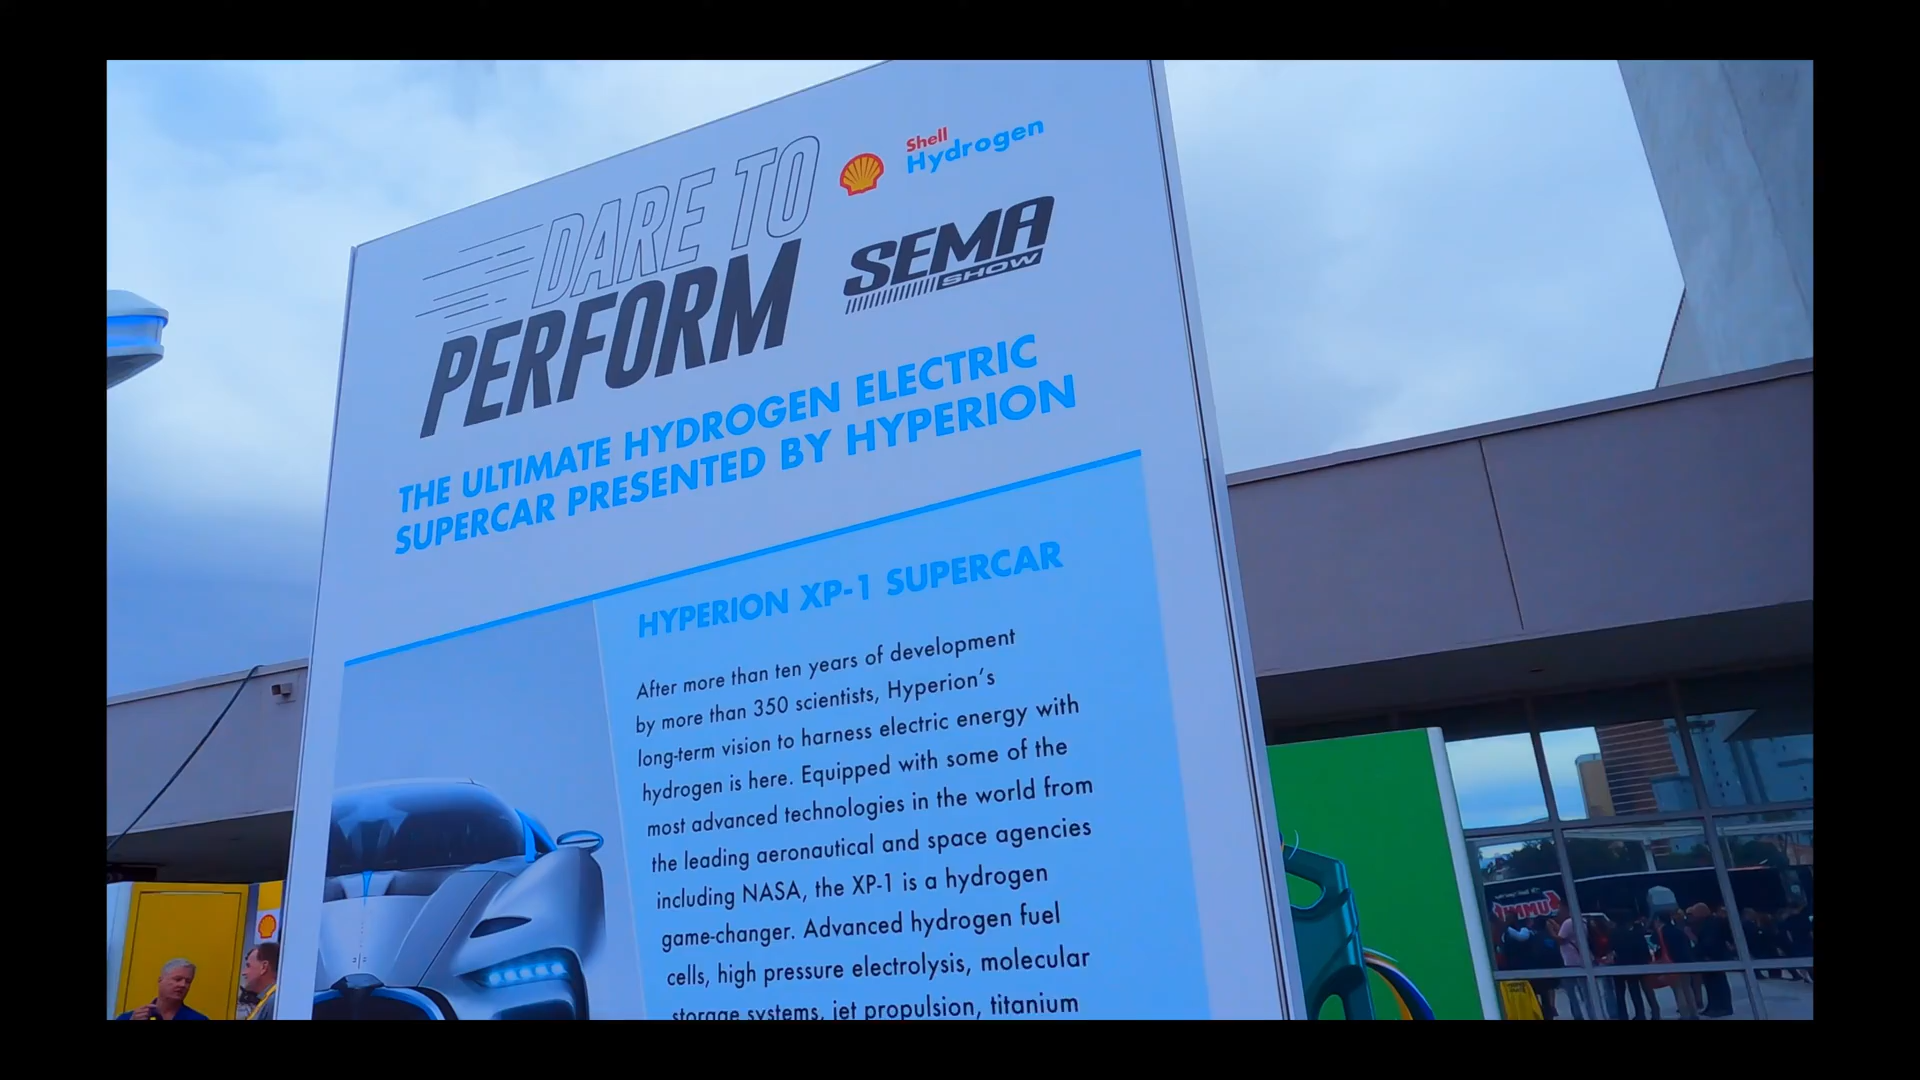 DARE TO
PERFORM
Shell
Hydrogen
SEMA
SHOW
THE ULTIMATE HYDROGEN ELECTRIC
SUPERCAR PRESENTED BY HYPERION
HYPERION XP-1 SUPERCAR
After more than ten years of development
by more than 350 scientists, Hyperion's
long-term vision to harness electric energy with
hydrogen is here. Equipped with some of the
most advanced technologies in the world from
the leading aeronautical and space agencies
including NASA, the XP-1 is a hydrogen
game-changer. Advanced hydrogen fuel
cells, high pressure electrolysis, molecular
storage systems, jet propulsion, titanium